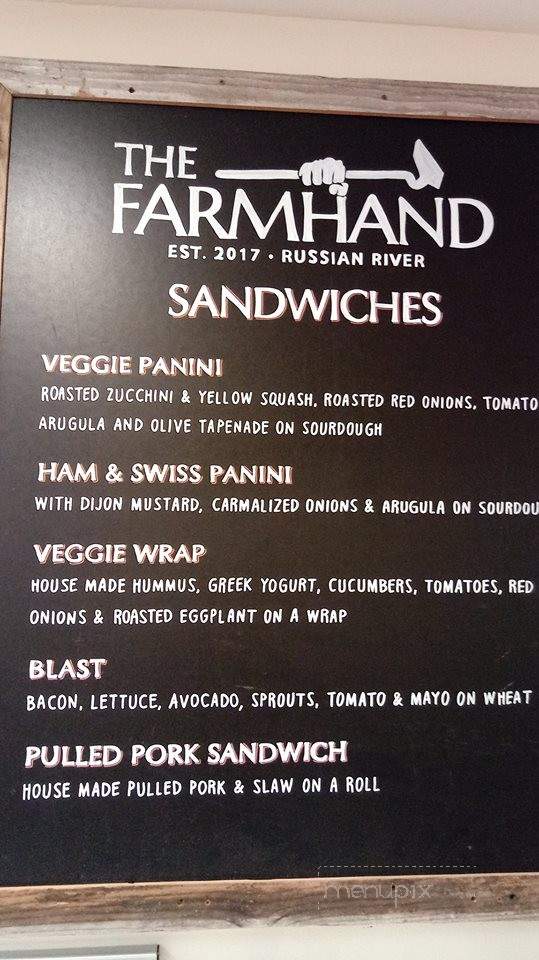 THE
FARMHAND
EST. 2017 • RUSSIAN RIVER
SANDWICHES
VEGGIE PANINI
ROASTED ZUCCHINI & YELLOW SQUASH, ROASTED RED ONIONS, TOMATO
ARUGULA AND OLIVE TAPENADE ON SOURDOUGH
HAM & SWISS PANINI
WITH DIJON MUSTARD, CARMALIZED ONIONS & ARUGULA ON SOURDOU
VEGGIE WRAP
HOUSE MADE HUMMUS, GREEK YOGURT, CUCUMBERS, TOMATOES, RED
ONIONS & ROASTED EGGPLANT ON A WRAP
BLAST
BACON, LETTUCE, AVOCADO, SPROUTS, TOMATO & MAYO ON WHEAT
PULLED PORK SANDWICH
HOUSE MADE PULLED PORK & SLAW ON A ROLL
menupix